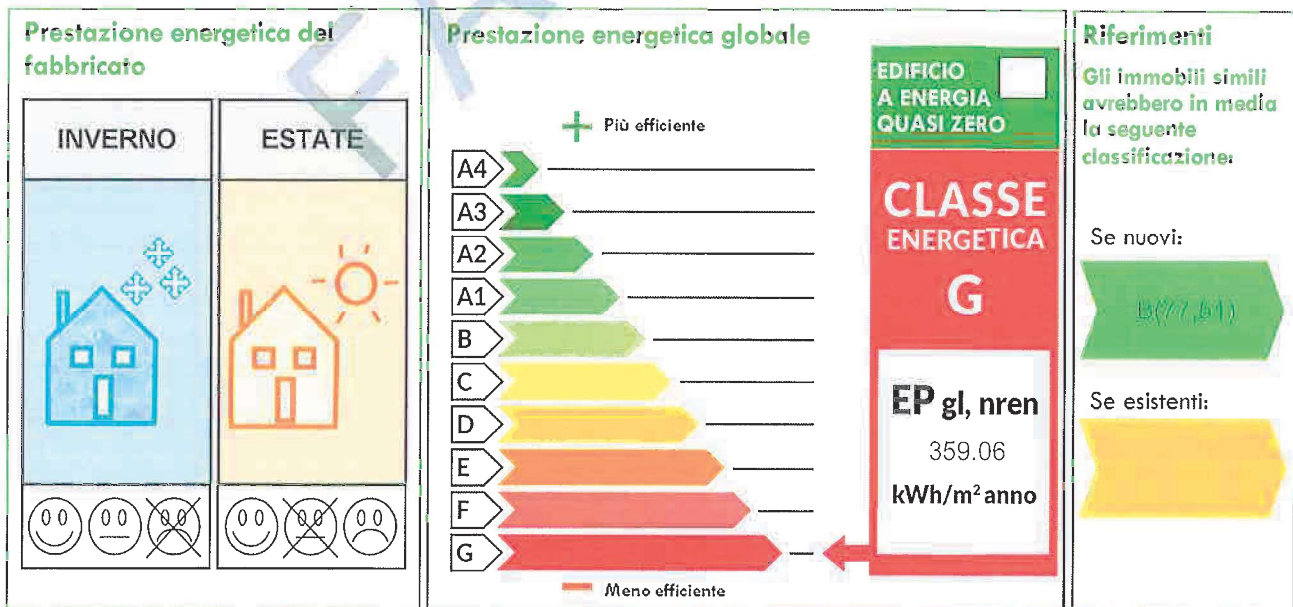 Prestazione energetica del
fabbricato
INVERNO
ESTATE
Prestazione energetica globale
Più efficiente
A4
A3
A2
A1
B
C
D
E
F
G
Meno efficiente
EDIFICIO
A ENERGIA
QUASI ZERO
CLASSE
ENERGETICA
G
EP gl, nren
359.06
kWh/m² anno
Riferimenti
Gli immobili simili
avrebbero in media
la seguente
classificazione:
Se nuovi:
B(77,51)
Se esistenti: